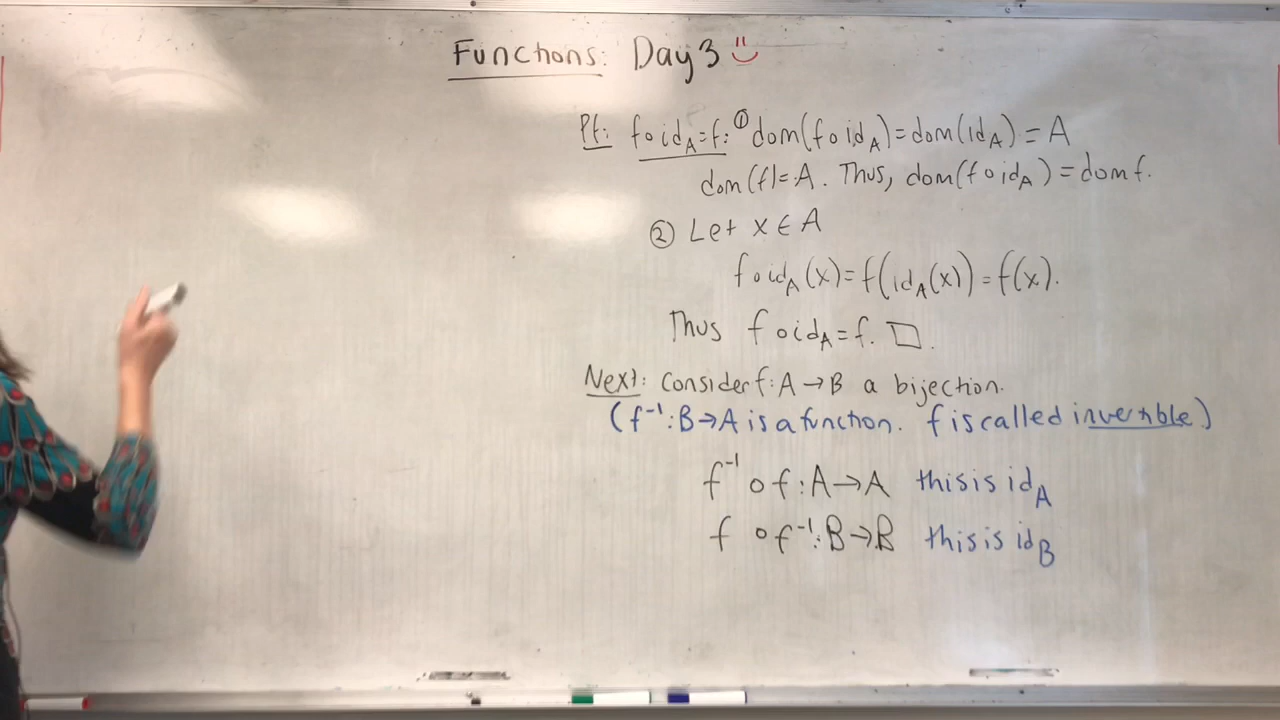 Functions: Day 3
Pf: f∘id_A=f: ① dom(f∘id_A)=dom(id_A)=A
dom(f)=A. Thus, dom(f∘id_A)=dom f.
② Let x∈A
f∘id_A(x)=f(id_A(x))=f(x).
Thus f∘id_A=f. □.
Next: Consider f:A→B a bijection.
(f⁻¹:B→A is a function. f is called invertible)
f⁻¹∘f:A→A this is id_A
f∘f⁻¹:B→B this is id_B